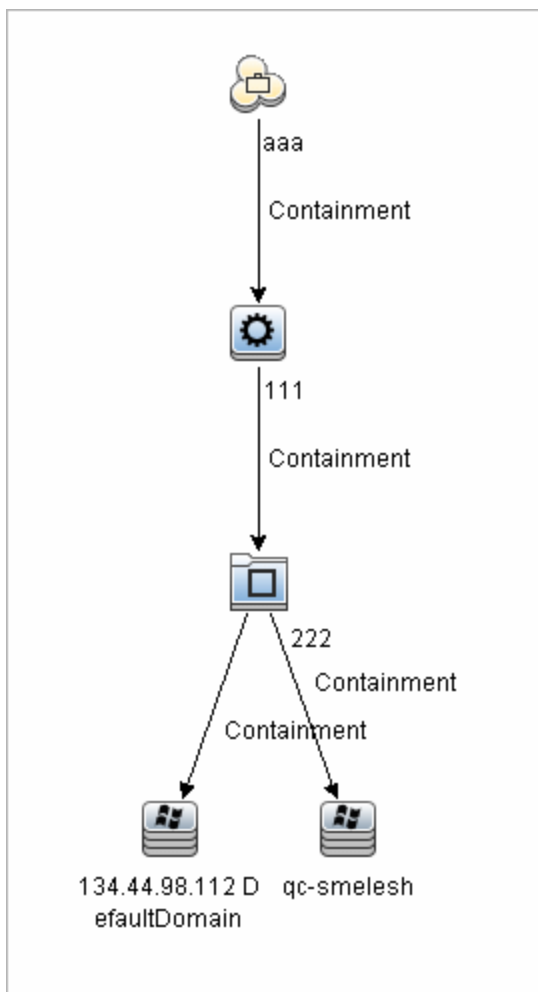 aaa
Containment
111
Containment
222
Containment
Containment
134.44.98.112 D
efaultDomain
qc-smelesh